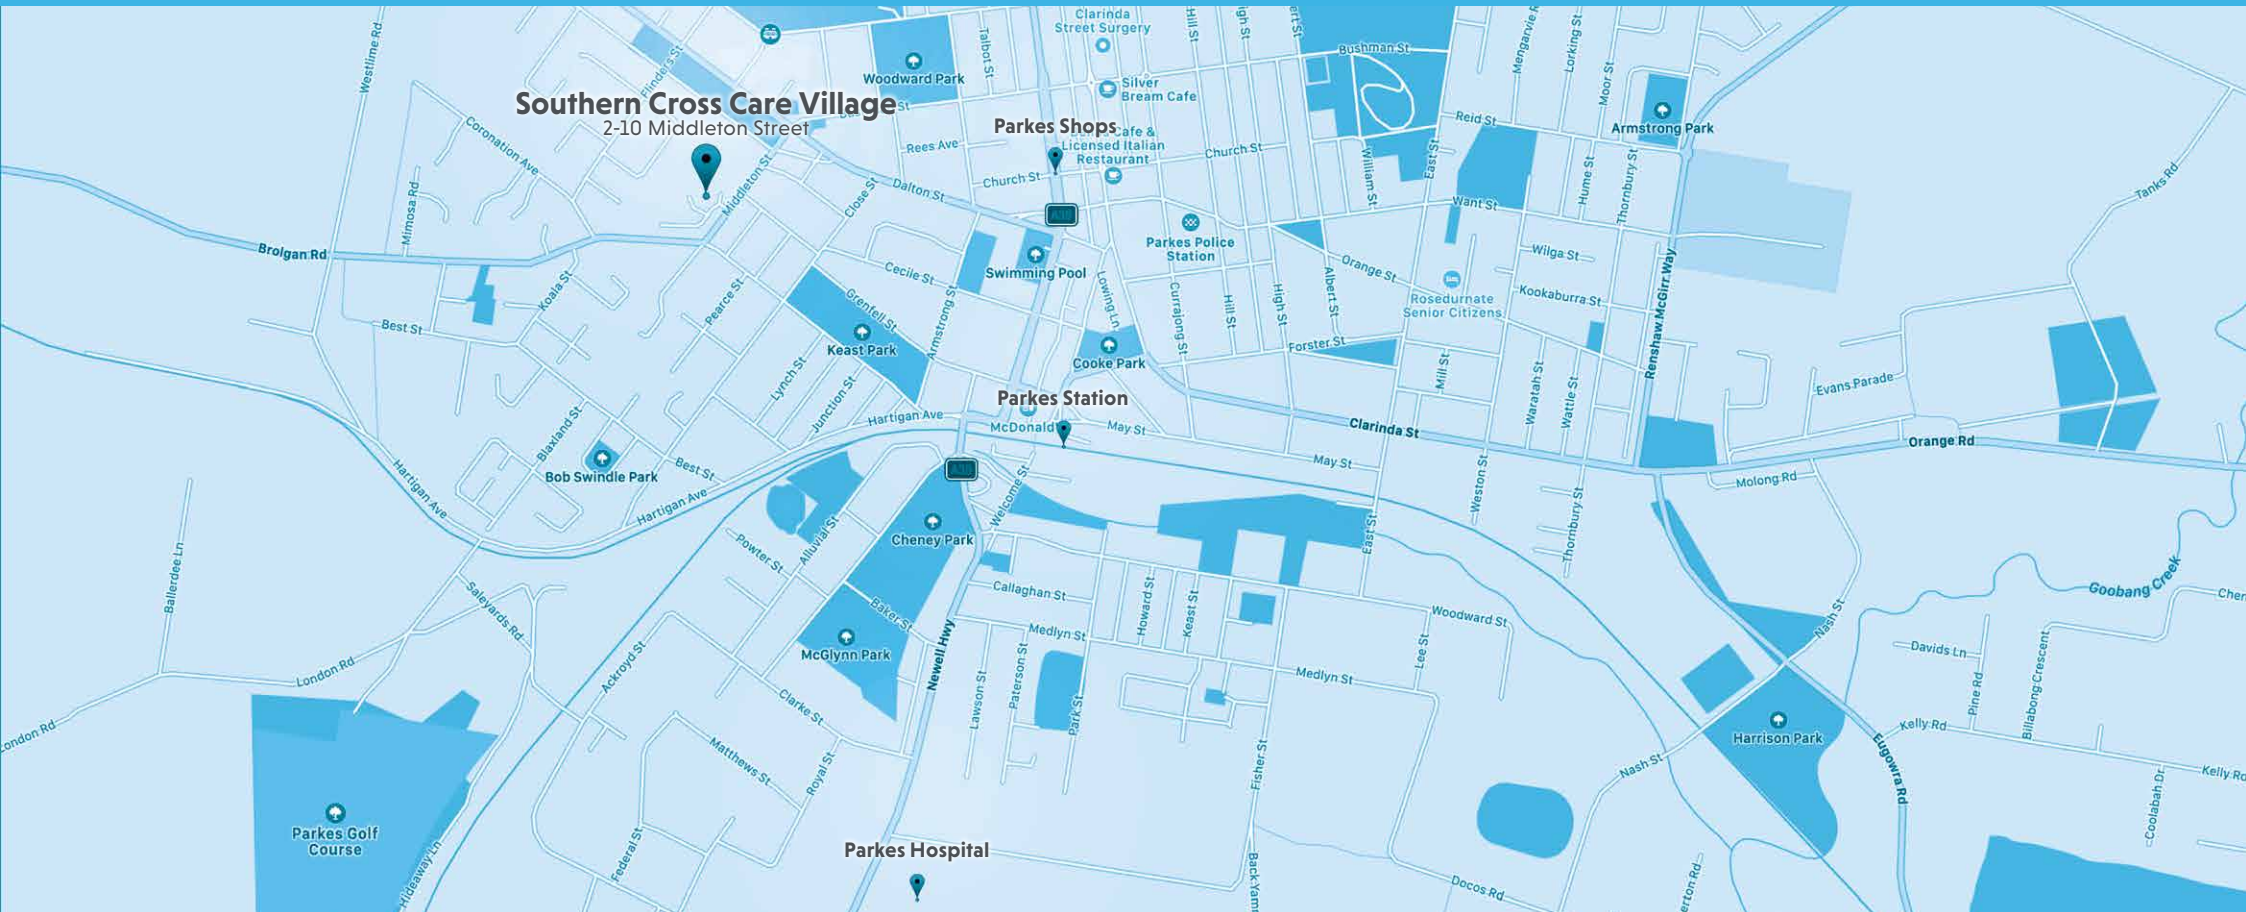 Clarinda
Street Surgery
Westlime Rd
Flinders St
Talbot St
Hill St
Bushman St
Lorking St
Moor St
Woodward Park
Silver
Bream Cafe
Southern Cross Care Village
2-10 Middleton Street
Parkes Shops
Cafe &
Licensed Italian
Restaurant
Armstrong Park
Reid St
Coronation Ave
Rees Ave
Church St
Church St
William St
East St
Hume St
Thornbury St
Tanks Rd
Mimosa Rd
Middleton St
Close St
Dalton St
A39
Want St
Parkes Police
Station
Brolgan Rd
Wilga St
Swimming Pool
Cecile St
Orange St
Koala St
Pearce St
Grenfell St
Armstrong St
Lowing Ln
Currajong St
Hill St
High St
Albert St
Rosedurnate
Senior Citizens
Kookaburra St
Renshaw McGirr Way
Best St
Keast Park
Cooke Park
Forster St
Mill St
Waratah St
Wattle St
Evans Parade
Lynch St
Junction St
Hartigan Ave
Parkes Station
McDonald
May St
Clarinda St
Orange Rd
Blaxland St
Bob Swindle Park
Best St
May St
Molong Rd
Hartigan Ave
Hartigan Ave
A39
Welcome St
Weston St
Thornbury St
Cheney Park
Powter St
Alluvial St
East St
Ballerdee Ln
Saleyards Rd
Callaghan St
Howard St
Keast St
Woodward St
Goobang Creek
Baker St
Medlyn St
Nash St
McGlynn Park
Newell Hwy
Lee St
Davids Ln
London Rd
Ackroyd St
Lawson St
Paterson St
Park St
Medlyn St
Pine Rd
Billabong Crescent
Clarke St
London Rd
Matthews St
Royal St
Fisher St
Harrison Park
Nash St
Kelly Rd
Kelly Rd
Eugowra Rd
Coolabah Dr
Parkes Golf
Course
Hideaway Ln
Federal St
Parkes Hospital
Docos Rd